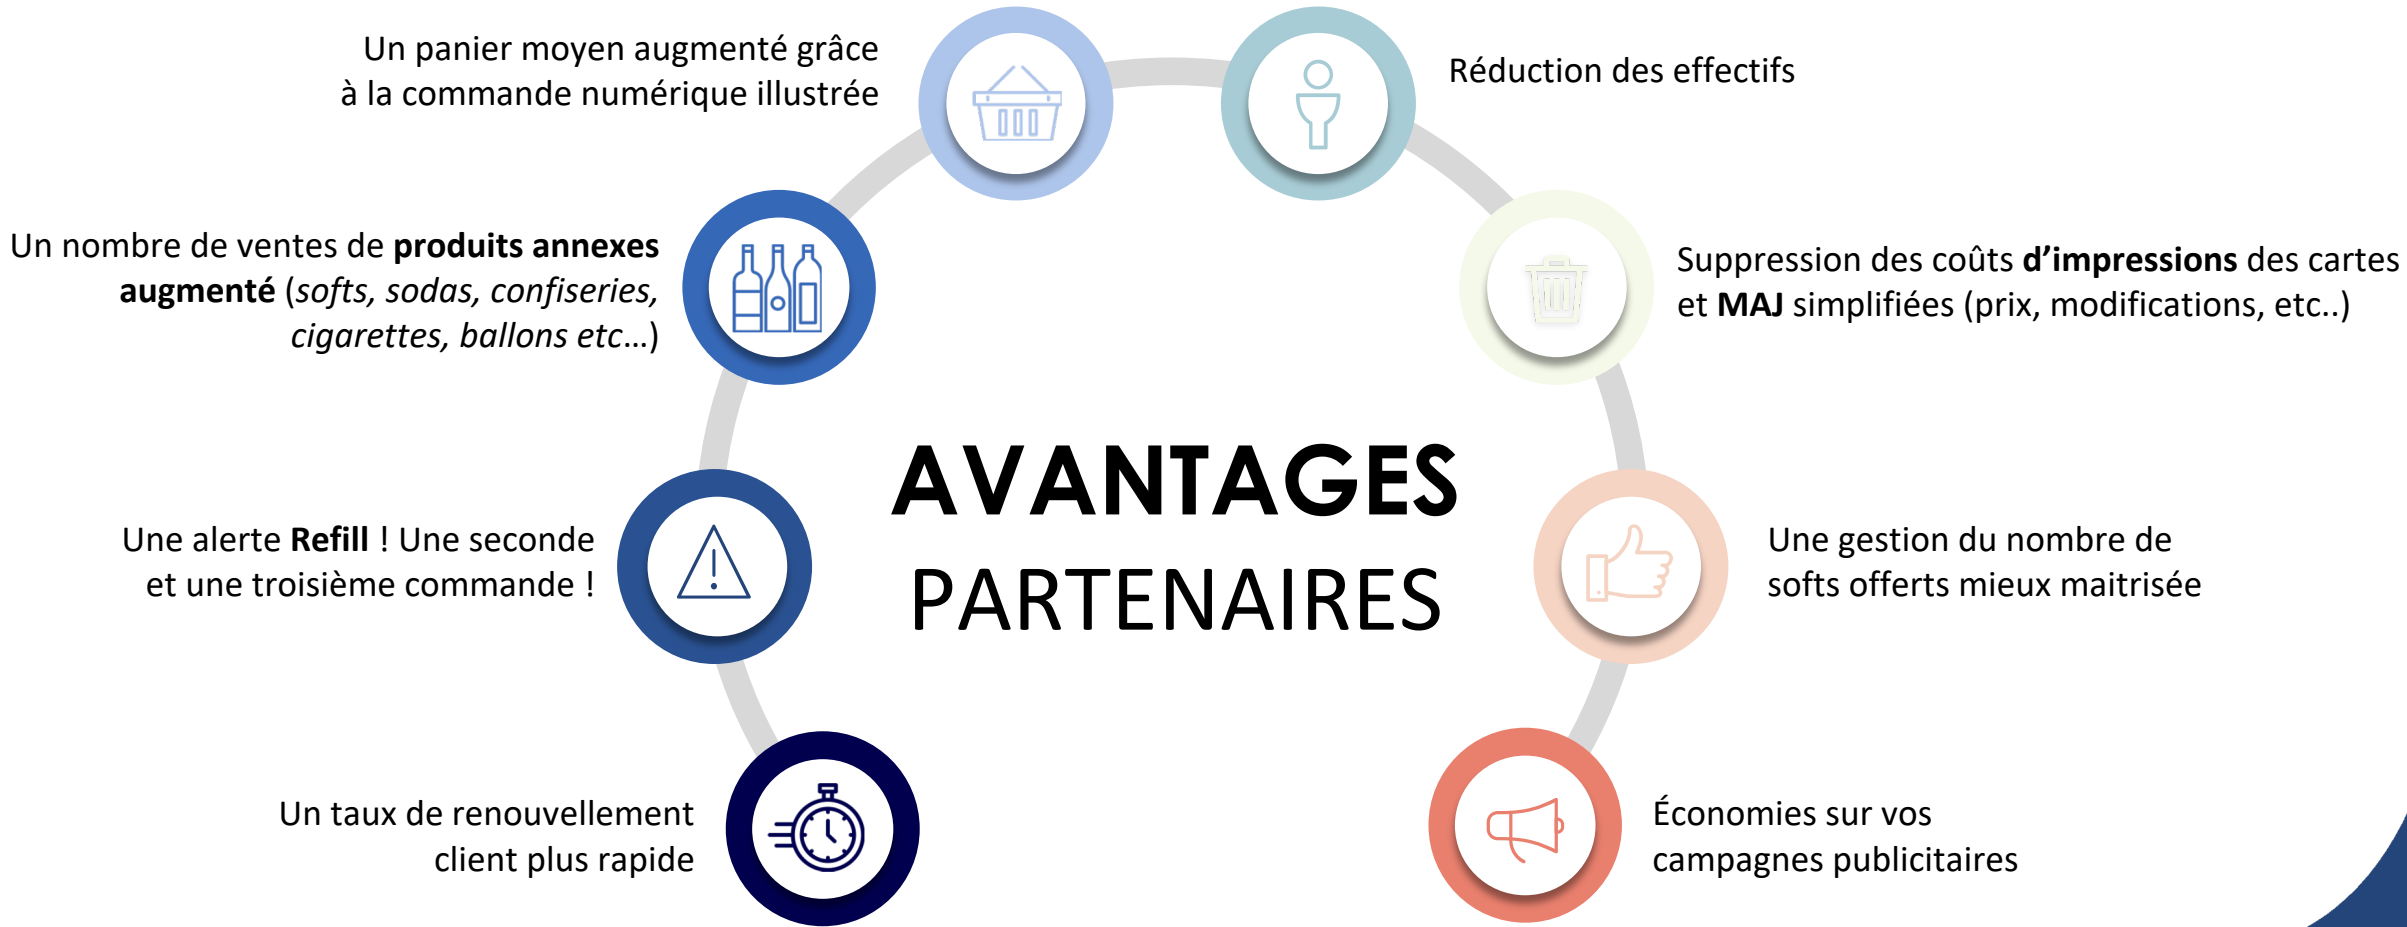 Un panier moyen augmenté grâce
à la commande numérique illustrée
Réduction des effectifs
Un nombre de ventes de produits annexes
augmenté (softs, sodas, confiseries,
cigarettes, ballons etc…)
Suppression des coûts d’impressions des cartes
et MAJ simplifiées (prix, modifications, etc..)
AVANTAGES
PARTENAIRES
Une alerte Refill ! Une seconde
et une troisième commande !
Une gestion du nombre de
softs offerts mieux maitrisée
Un taux de renouvellement
client plus rapide
Économies sur vos
campagnes publicitaires